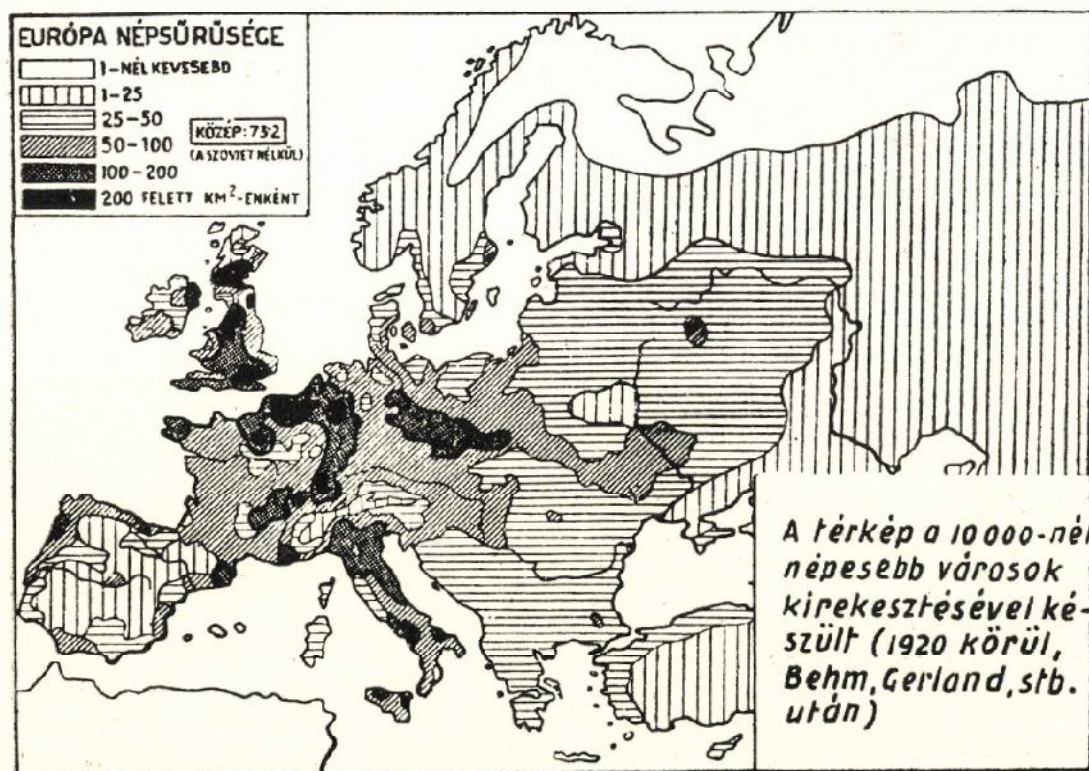 EURÓPA NÉPSŰRŰSÉGE
1-NÉL KEVESEBB
1-25
25-50
50-100
100-200
200 FELETT KM²-ENKÉNT
KÖZÉP: 75·2
(A SZOVJET NÉLKÜL)
A térkép a 10 000-nél
népesebb városok
kirekesztésével ké-
szült (1920 körül,
Behm, Gerland, stb.
után)